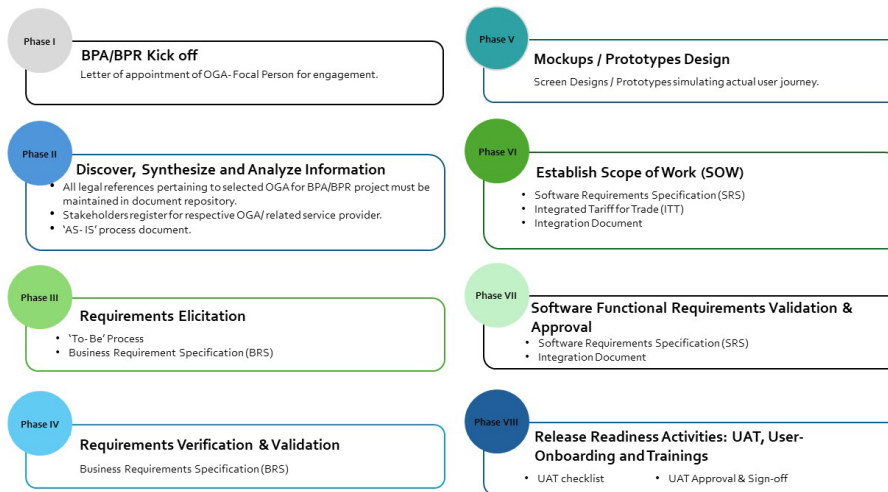 Phase I
BPA/BPR Kick off
Letter of appointment of OGA- Focal Person for engagement.
Phase II
Discover, Synthesize and Analyze Information
• All legal references pertaining to selected OGA for BPA/BPR project must be
maintained in document repository.
• Stakeholders register for respective OGA/ related service provider.
• ‘AS- IS’ process document.
Phase III
Requirements Elicitation
• ‘To- Be’ Process
• Business Requirement Specification (BRS)
Phase IV
Requirements Verification & Validation
Business Requirements Specification (BRS)
Phase V
Mockups / Prototypes Design
Screen Designs / Prototypes simulating actual user journey.
Phase VI
Establish Scope of Work (SOW)
• Software Requirements Specification (SRS)
• Integrated Tariff for Trade (ITT)
• Integration Document
Phase VII
Software Functional Requirements Validation &
Approval
• Software Requirements Specification (SRS)
• Integration Document
Phase VIII
Release Readiness Activities: UAT, User-
Onboarding and Trainings
• UAT checklist • UAT Approval & Sign-off